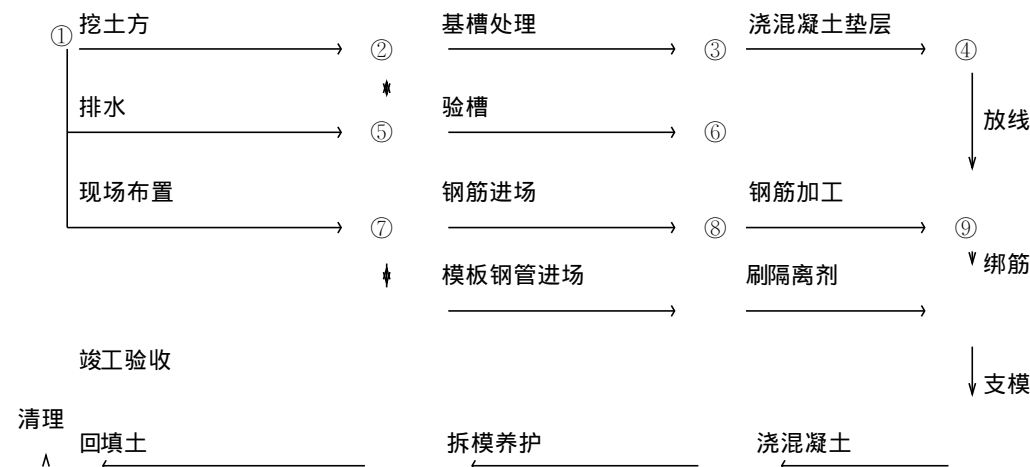 挖土方 基槽处理 浇混凝土垫层
① ② ③ ④
排水 验槽 放线
⑤ ⑥
现场布置 钢筋进场 钢筋加工
⑦ ⑧ ⑨
模板钢管进场 刷隔离剂 绑筋
竣工验收
支模
清理
回填土 拆模养护 浇混凝土